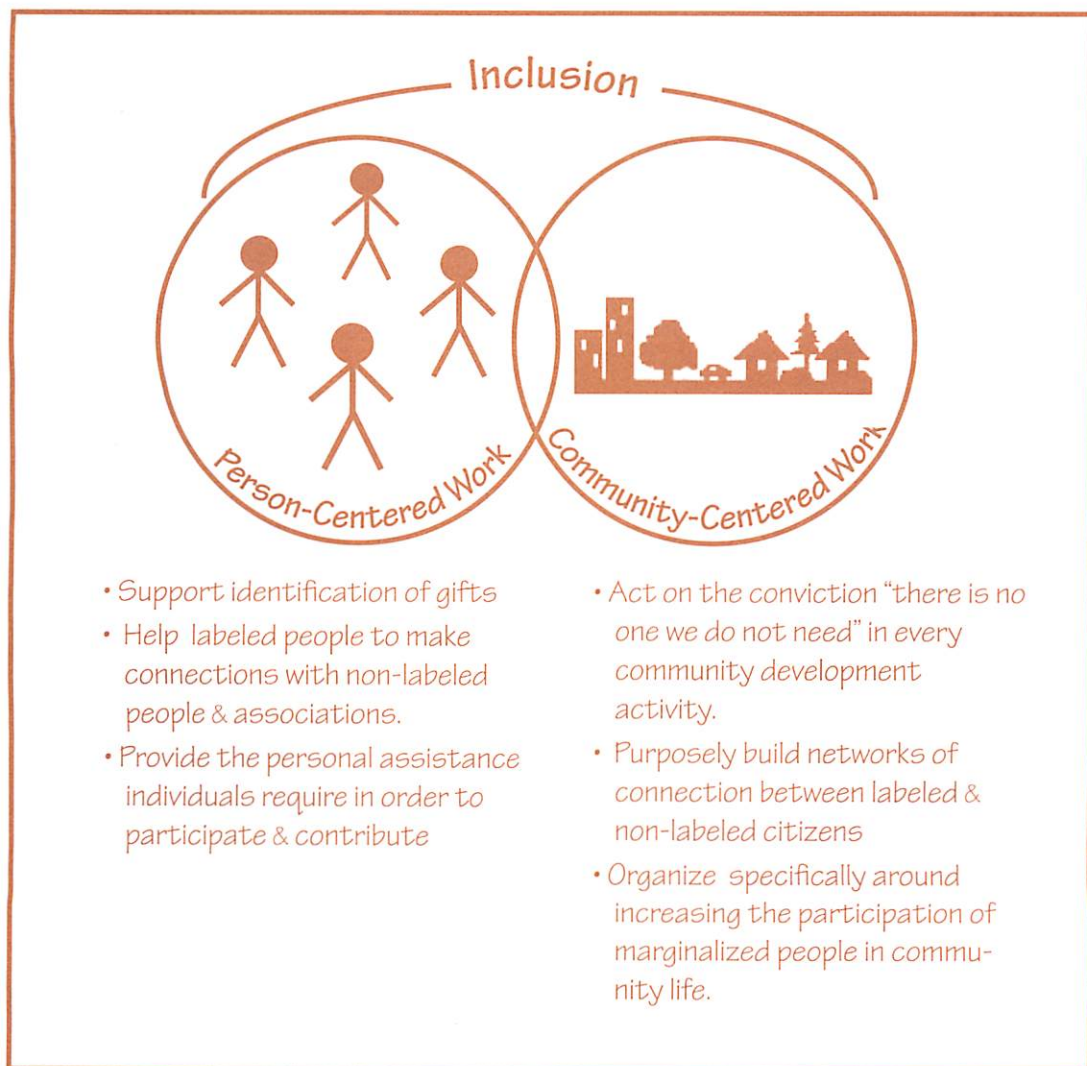 Inclusion
Person-Centered Work
Community-Centered Work
• Support identification of gifts
• Help labeled people to make
connections with non-labeled
people & associations.
• Provide the personal assistance
individuals require in order to
participate & contribute
• Act on the conviction "there is no
one we do not need" in every
community development
activity.
• Purposely build networks of
connection between labeled &
non-labeled citizens
• Organize specifically around
increasing the participation of
marginalized people in commu-
nity life.